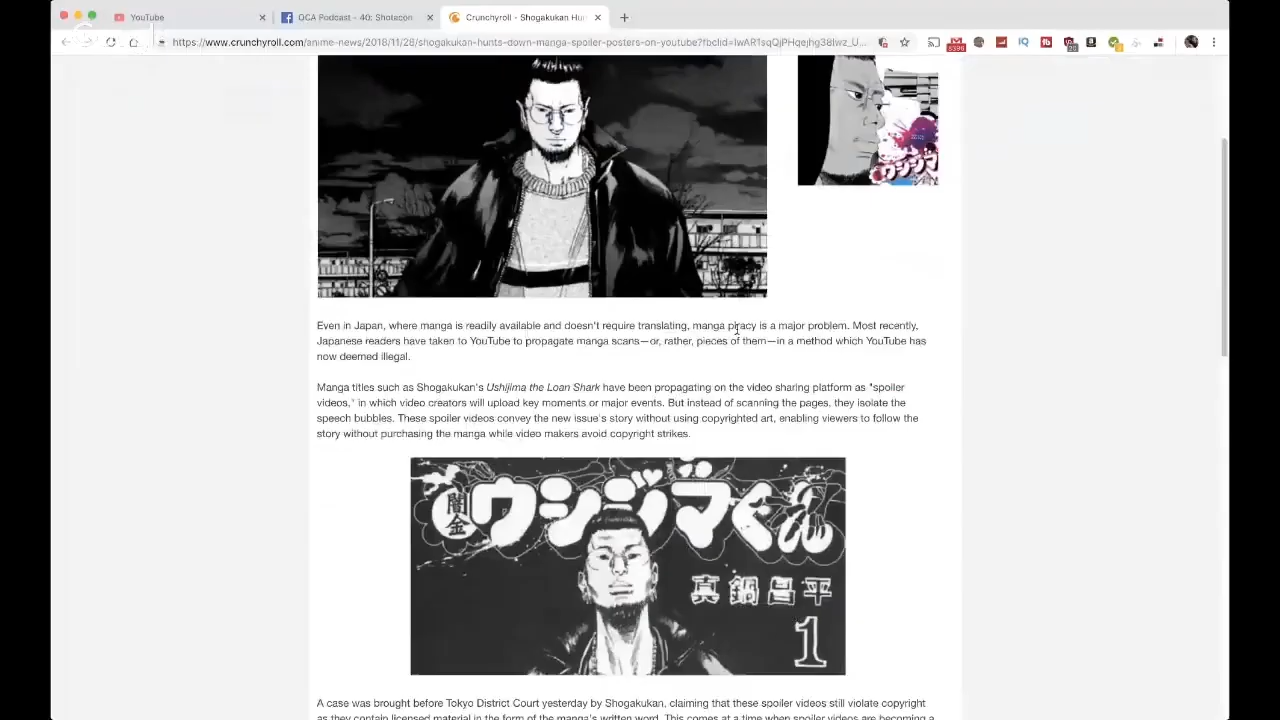 YouTube
QCA Podcast - 40: Shotacon
Crunchyroll - Shogakukan Hun
https://www.crunchyroll.com/anime-news/2018/11/28/shogakukan-hunts-down-manga-spoiler-posters-on-youtube?fbclid=IwAR1sqQjPHqejhg38lwz_U...
8396
ウシジマ
Even in Japan, where manga is readily available and doesn't require translating, manga piracy is a major problem. Most recently,
Japanese readers have taken to YouTube to propagate manga scans—or, rather, pieces of them—in a method which YouTube has
now deemed illegal.
Manga titles such as Shogakukan's Ushijima the Loan Shark have been propagating on the video sharing platform as "spoiler
videos," in which video creators will upload key moments or major events. But instead of scanning the pages, they isolate the
speech bubbles. These spoiler videos convey the new issue's story without using copyrighted art, enabling viewers to follow the
story without purchasing the manga while video makers avoid copyright strikes.
闇金
ウシジマくん
真鍋昌平
1
A case was brought before Tokyo District Court yesterday by Shogakukan, claiming that these spoiler videos still violate copyright
as they contain licensed material in the form of the manga's written word. This comes at a time when spoiler videos are becoming a